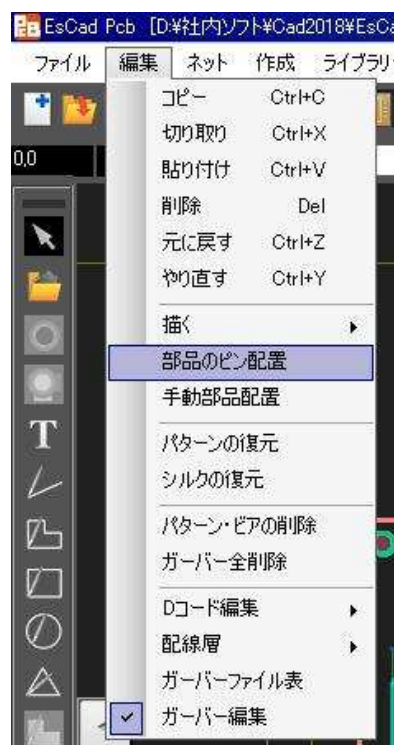 EsCad Pcb [D:¥社内ソフト¥Cad2018¥EsCa
ファイル 編集 ネット 作成 ライブラリ
コピー Ctrl+C
切り取り Ctrl+X
貼り付け Ctrl+V
0,0
削除 Del
元に戻す Ctrl+Z
やり直す Ctrl+Y
描く
部品のピン配置
手動部品配置
T
パターンの復元
シルクの復元
パターン・ビアの削除
ガーバー全削除
Dコード編集
配線層
ガーバーファイル表
ガーバー編集